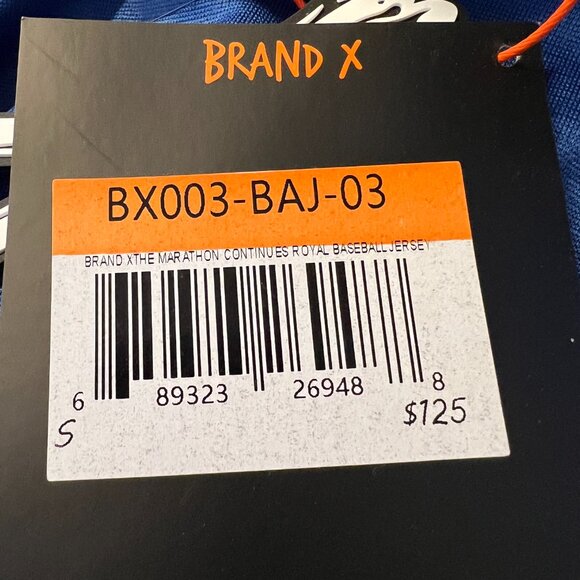 BRAND X
BX003-BAJ-03
BRAND XTHE MARATHON CONTINUES ROYAL BASEBALL JERSEY
6 89323 26948 8
S $125